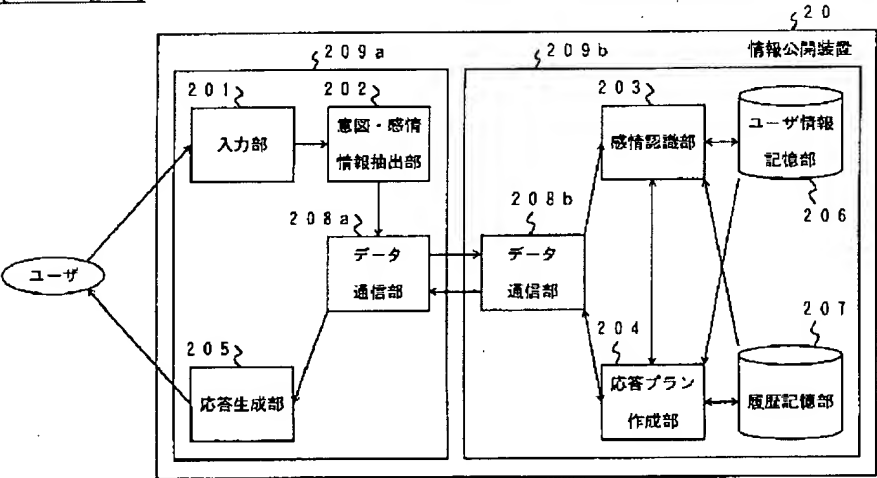 20
情報公開装置
209a
209b
201
入力部
202
意図・感情
情報抽出部
203
感情認識部
ユーザ情報
記憶部
206
208a
データ
通信部
208b
データ
通信部
ユーザ
204
応答プラン
作成部
207
履歴記憶部
205
応答生成部